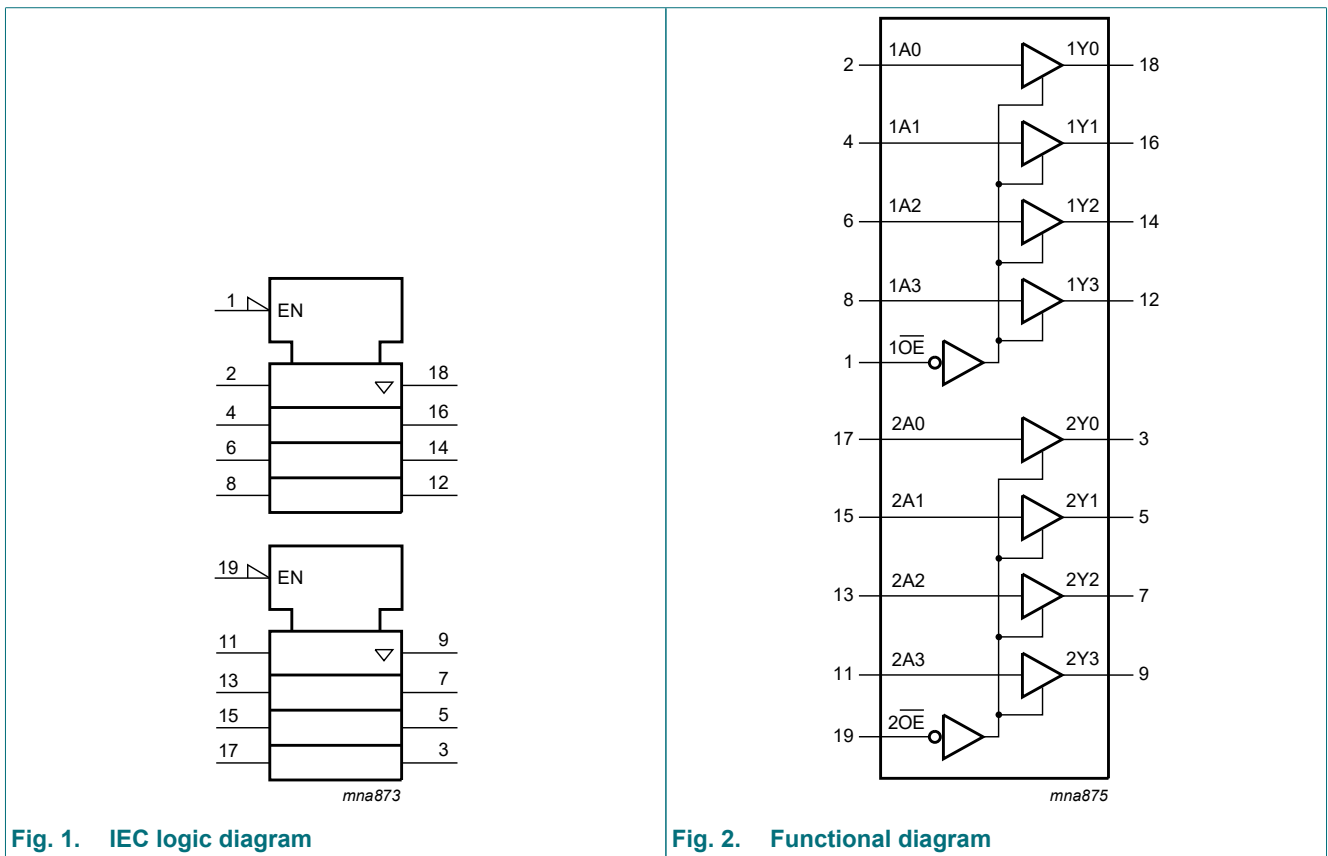 1
EN
2 18
4 16
6 14
8 12
19
EN
11 9
13 7
15 5
17 3
mna873
Fig. 1. IEC logic diagram
2 1A0 1Y0 18
4 1A1 1Y1 16
6 1A2 1Y2 14
8 1A3 1Y3 12
1 1O̅E̅
17 2A0 2Y0 3
15 2A1 2Y1 5
13 2A2 2Y2 7
11 2A3 2Y3 9
19 2O̅E̅
mna875
Fig. 2. Functional diagram